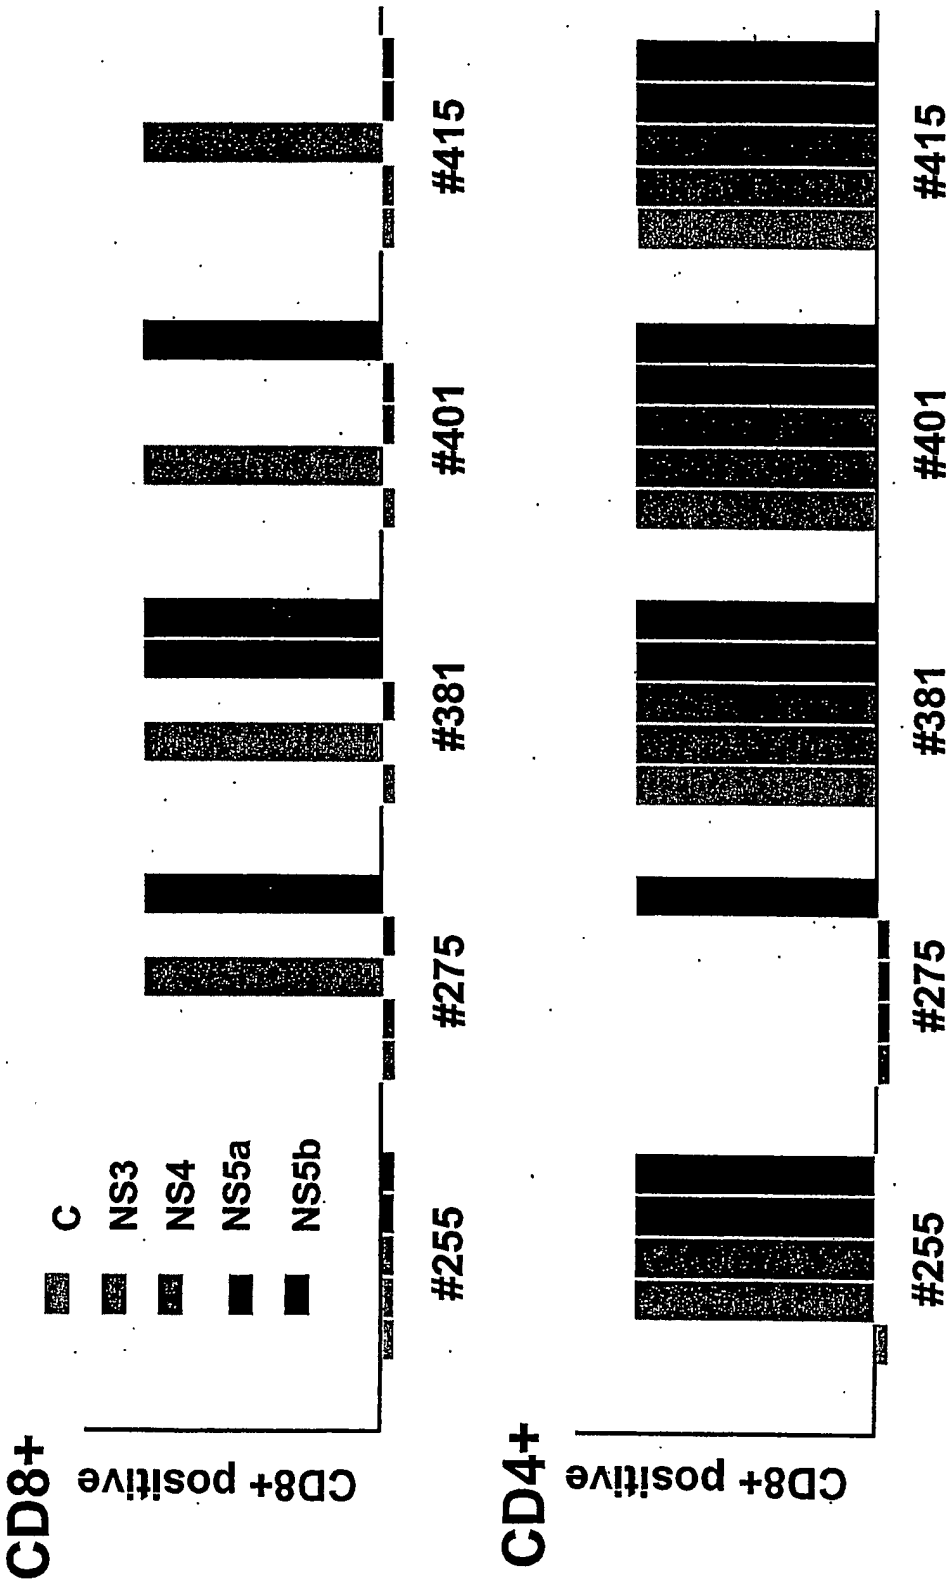 CD8+
CD8+ positive
C
NS3
NS4
NS5a
NS5b
#255
#275
#381
#401
#415
CD4+
CD8+ positive
#255
#275
#381
#401
#415